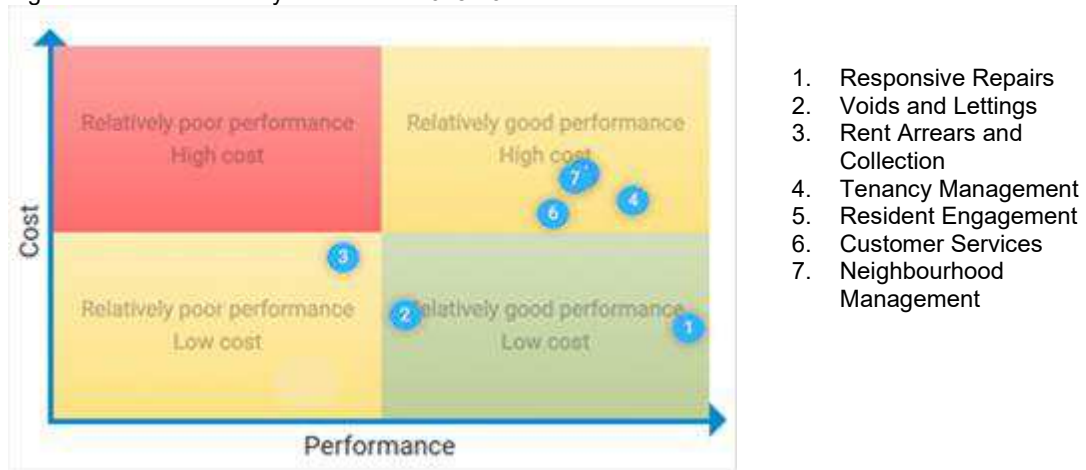 Cost
Relatively poor performance
High cost
Relatively good performance
High cost
7
4
6
3
Relatively poor performance
Low cost
2
elatively good performance
Low cost
1
Performance
1. Responsive Repairs
2. Voids and Lettings
3. Rent Arrears and
Collection
4. Tenancy Management
5. Resident Engagement
6. Customer Services
7. Neighbourhood
Management